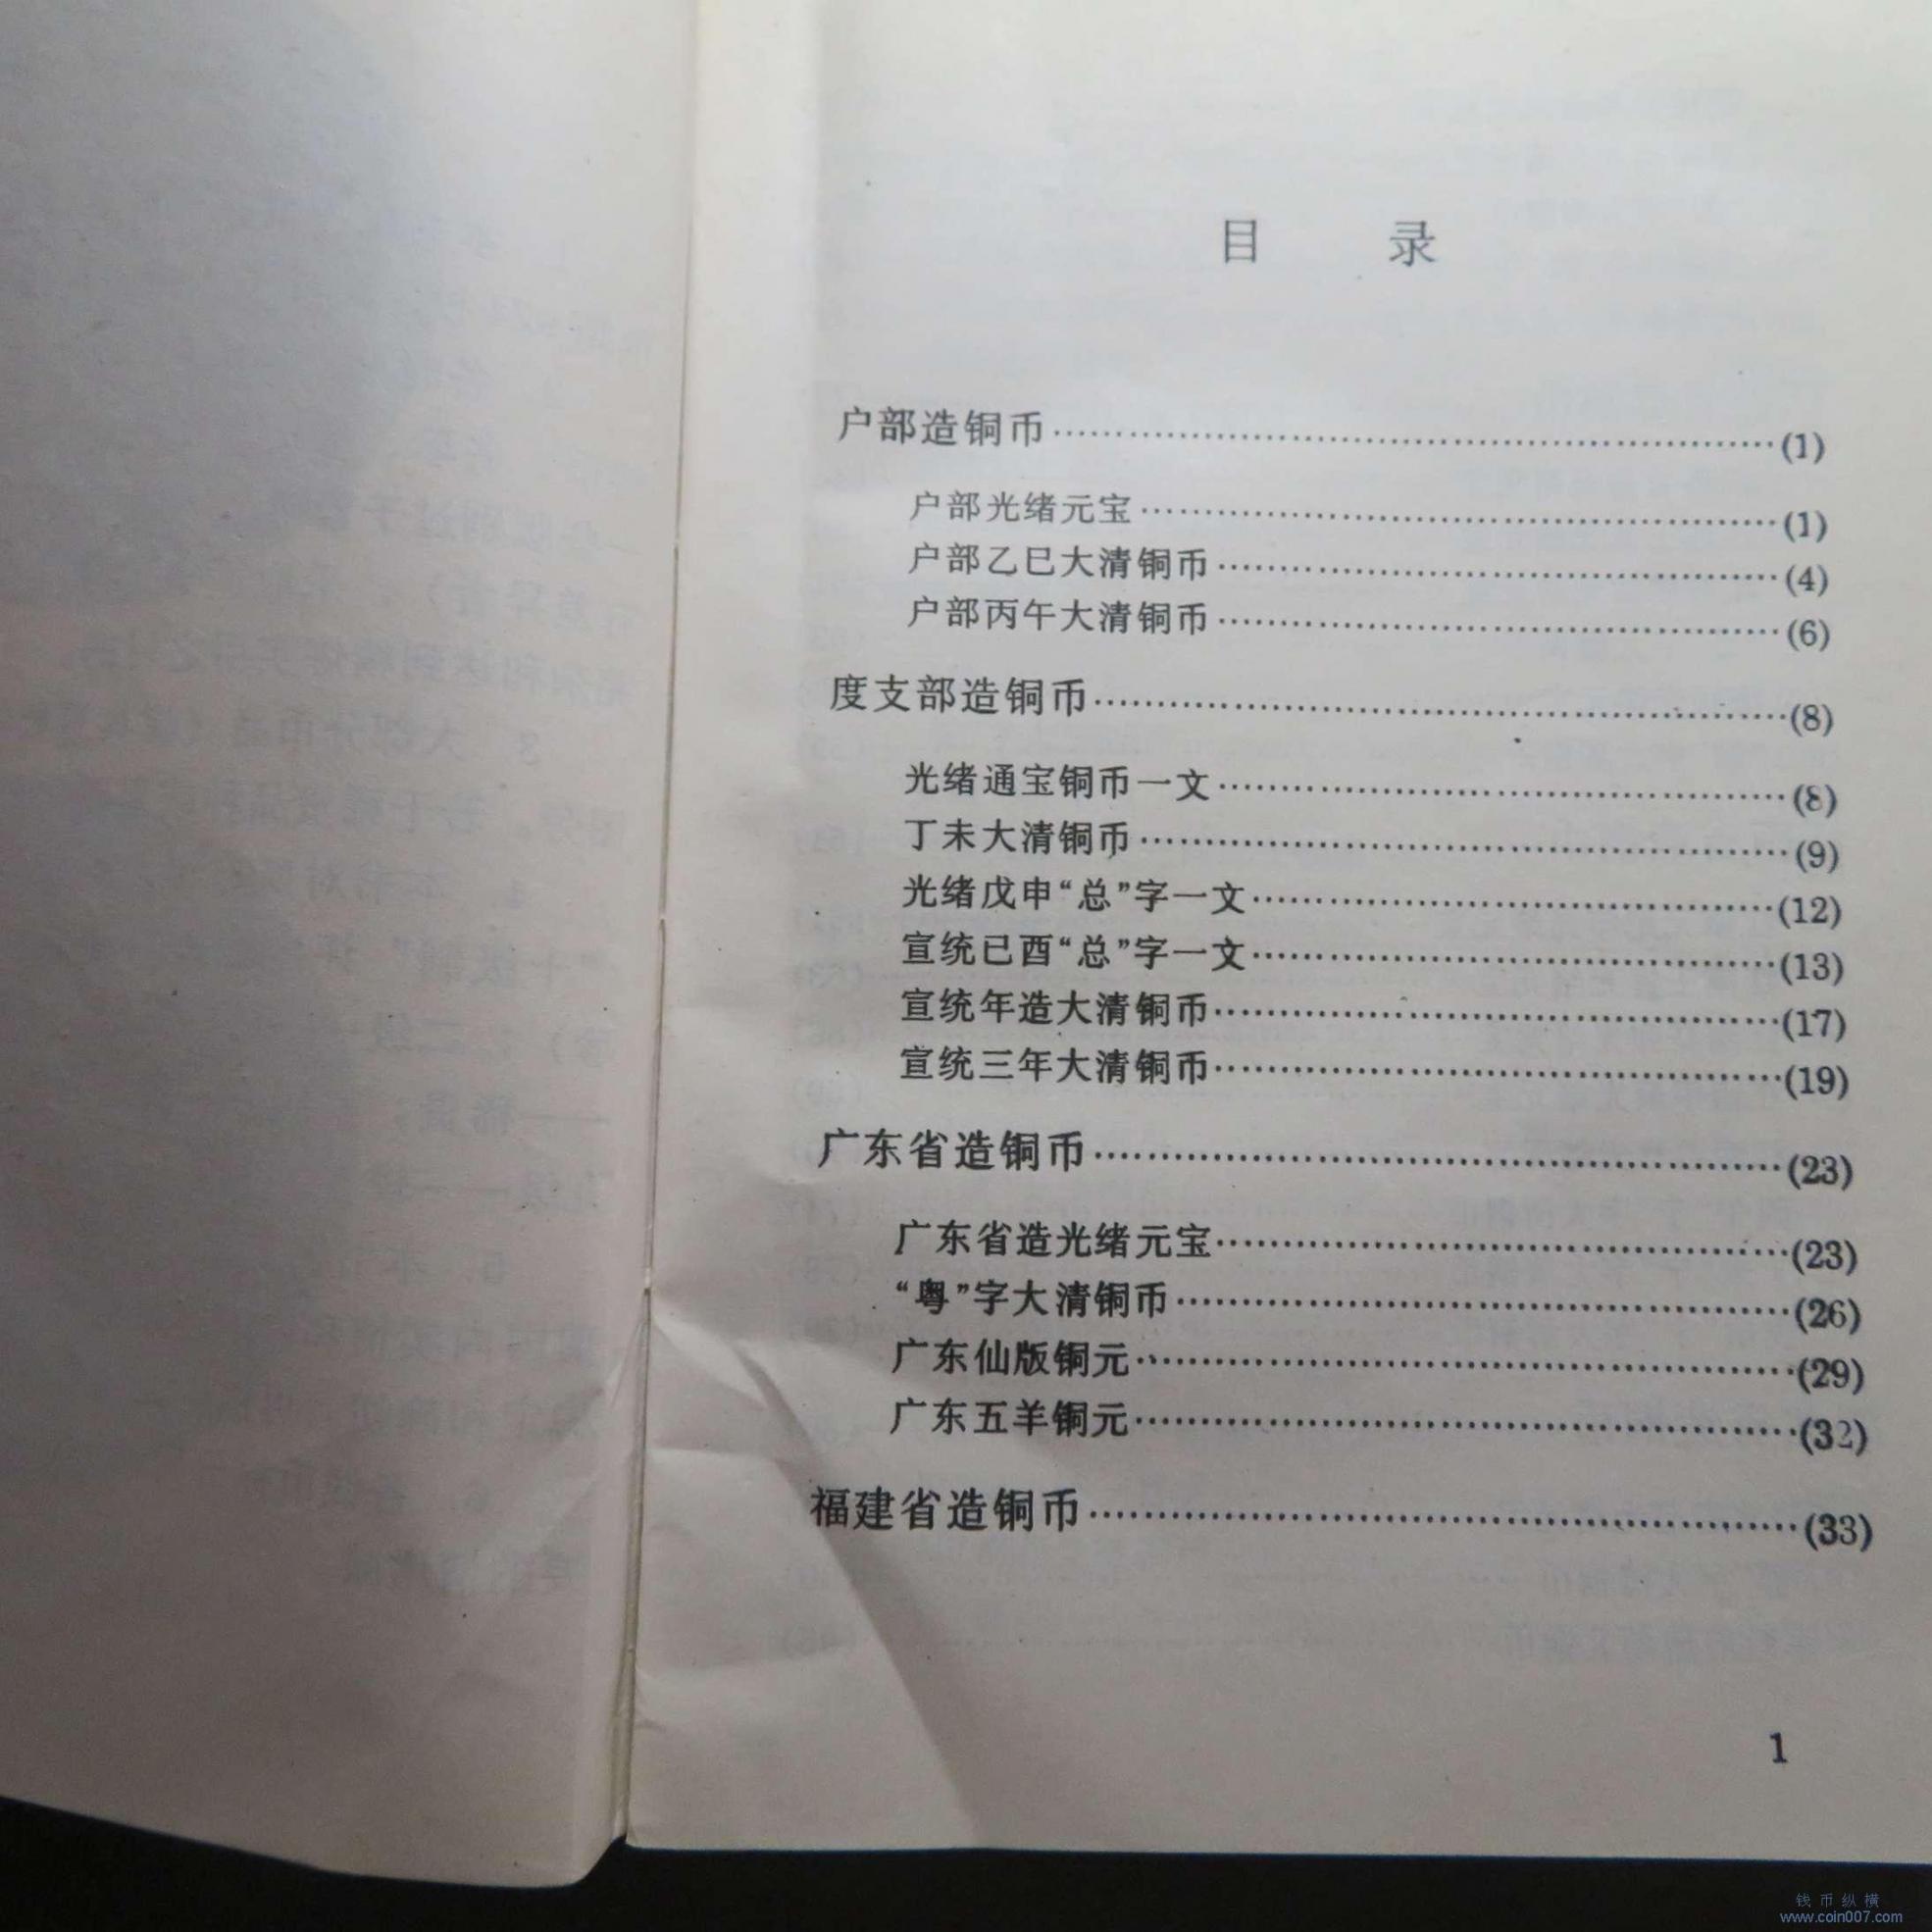 目 录
户部造铜币……………………………………(1)
户部光绪元宝……………………………………(1)
户部乙巳大清铜币……………………………………(4)
户部丙午大清铜币……………………………………(6)
度支部造铜币……………………………………(8)
光绪通宝铜币一文……………………………………(8)
丁未大清铜币……………………………………(9)
光绪戊申“总”字一文……………………………………(12)
宣统已酉“总”字一文……………………………………(13)
宣统年造大清铜币……………………………………(17)
宣统三年大清铜币……………………………………(19)
广东省造铜币……………………………………(23)
广东省造光绪元宝……………………………………(23)
“粤”字大清铜币……………………………………(26)
广东仙版铜元……………………………………(29)
广东五羊铜元……………………………………(32)
福建省造铜币……………………………………(33)
1
钱币纵横
www.coin007.com